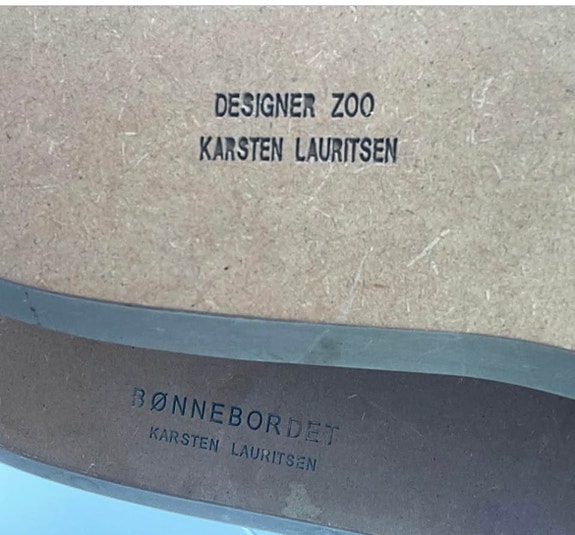 DESIGNER ZOO
KARSTEN LAURITSEN
BØNNEBORDET
KARSTEN LAURITSEN